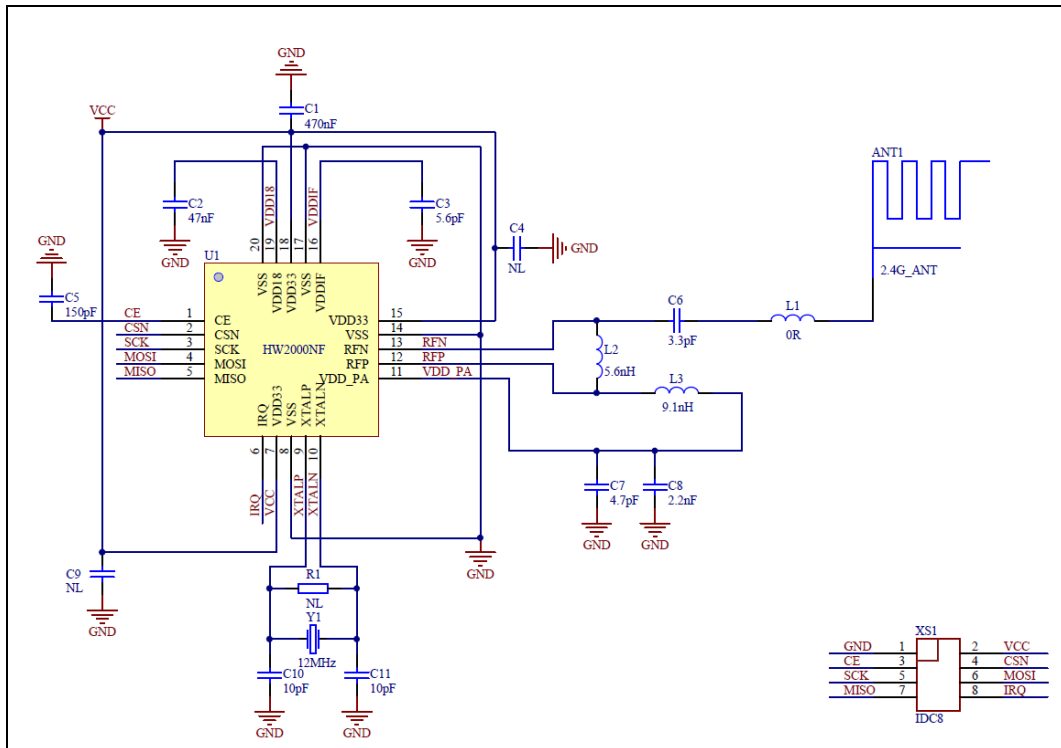 GND
C1
470nF
VCC
C2
47nF
GND
VDD18
VDDIF
C3
5.6pF
GND
C4
NL
GND
20
19
18
17
16
U1
VSS
VDD18
VDD33
VSS
VDDIF
GND
C5
150pF
CE 1 CE
CSN 2 CSN
SCK 3 SCK
MOSI 4 MOSI
MISO 5 MISO
HW2000NF
VDD33 15
VSS 14
RFN 13 RFN
RFP 12 RFP
VDD_PA 11 VDD_PA
IRQ
VDD33
VSS
XTALP
XTALN
6
7
8
9
10
IRQ
VCC
XTALP
XTALN
ANT1
2.4G_ANT
C6
3.3pF
L1
0R
L2
5.6nH
L3
9.1nH
C7
4.7pF
GND
C8
2.2nF
GND
GND
C9
NL
GND
R1
NL
Y1
12MHz
C10
10pF
GND
C11
10pF
GND
XS1
GND 1 2 VCC
CE 3 4 CSN
SCK 5 6 MOSI
MISO 7 8 IRQ
IDC8